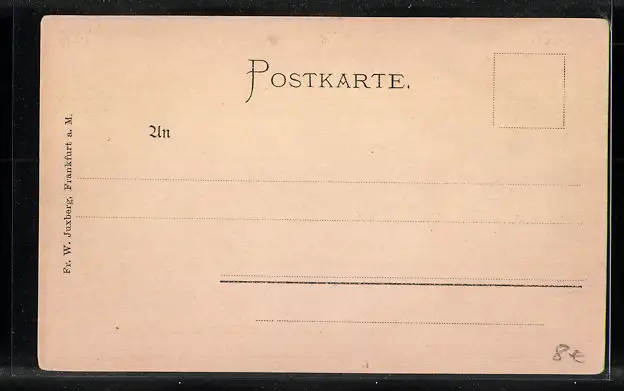 POSTKARTE.
An
Fr. W. Juxberg, Frankfurt a. M.
8€